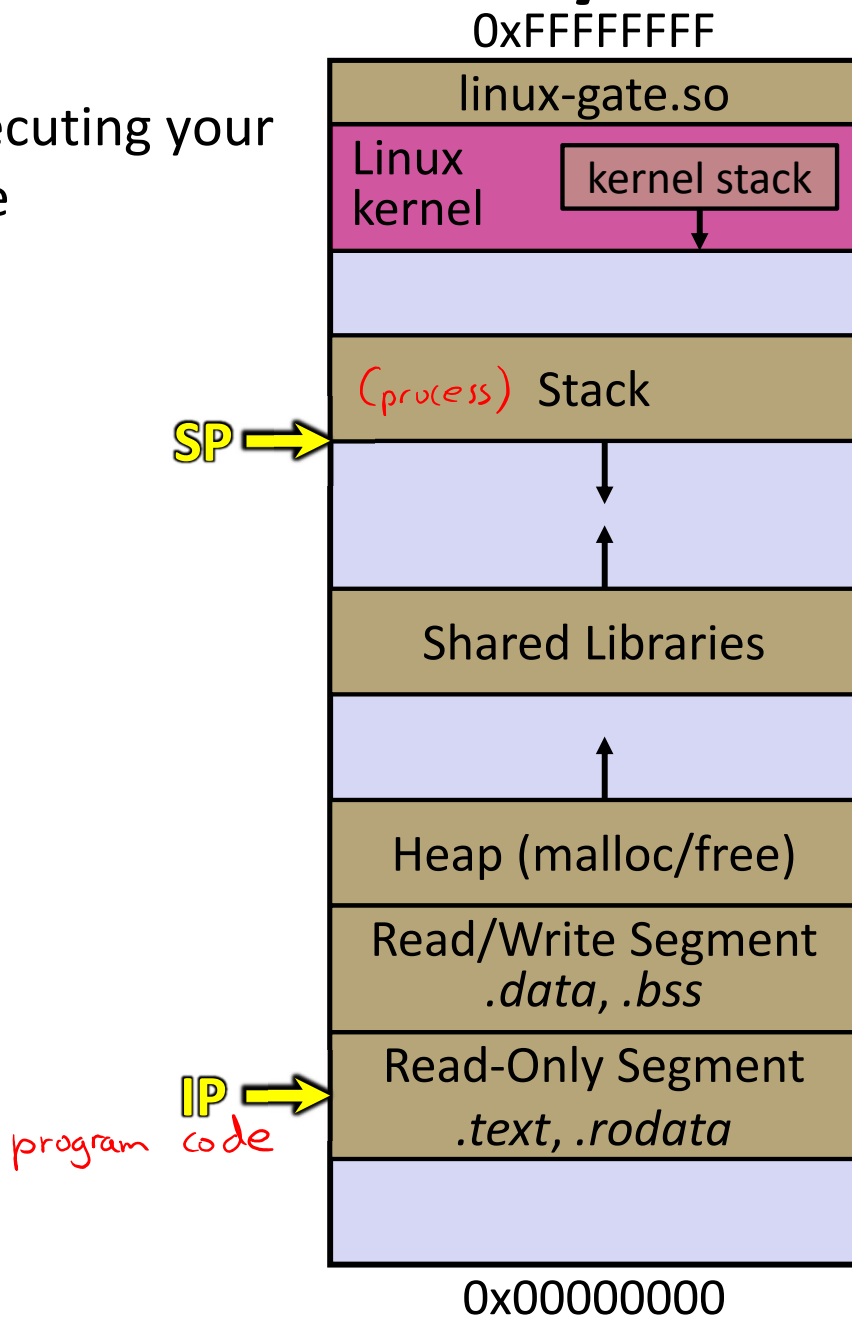 0xFFFFFFFF
linux-gate.so
ecuting your
Linux
kernel
kernel stack
(process) Stack
SP
Shared Libraries
Heap (malloc/free)
Read/Write Segment
.data, .bss
Read-Only Segment
IP
.text, .rodata
program code
0x00000000